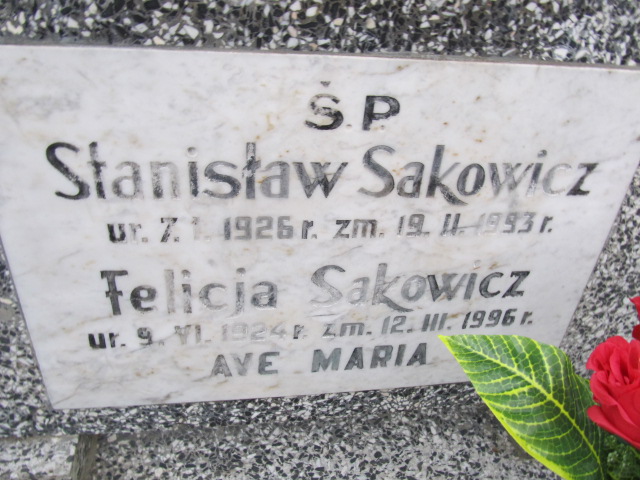 Ś.P.
Stanisław Sakowicz
ur. 7. I. 1926 r. zm. 19. II. 1993 r.
Felicja Sakowicz
ur. 9. VI. 1924 r. zm. 12. III. 1996 r.
AVE MARIA